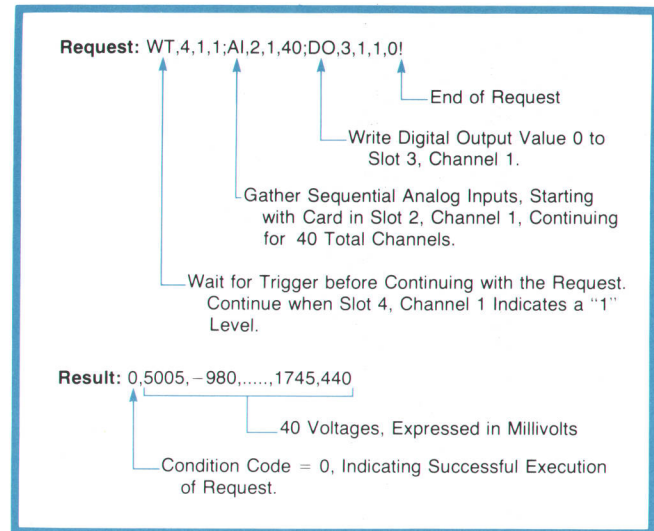 Request: WT,4,1,1;AI,2,1,40;DO,3,1,1,0!
End of Request
Write Digital Output Value 0 to
Slot 3, Channel 1.
Gather Sequential Analog Inputs, Starting
with Card in Slot 2, Channel 1, Continuing
for 40 Total Channels.
Wait for Trigger before Continuing with the Request.
Continue when Slot 4, Channel 1 Indicates a “1”
Level.
Result: 0,5005,−980,.....,1745,440
40 Voltages, Expressed in Millivolts
Condition Code = 0, Indicating Successful Execution
of Request.